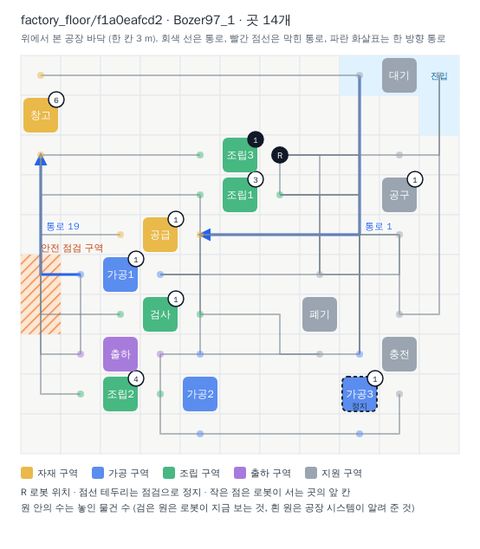 factory_floor/f1a0eafcd2 · Bozer97_1 · 곳 14개
위에서 본 공장 바닥 (한 칸 3 m). 회색 선은 통로, 빨간 점선은 막힌 통로, 파란 화살표는 한 방향 통로
대기
전립
6
창고
조립3
1
R
조립1
3
공구
1
통로 19
공급
1
통로 1
안전 점검 구역
가공1
1
검사
1
폐기
출하
충전
조립2
4
가공2
가공3
1
정지
자재 구역
가공 구역
조립 구역
출하 구역
지원 구역
R 로봇 위치 · 점선 테두리는 점검으로 정지 · 작은 점은 로봇이 서는 곳의 앞 칸
원 안의 수는 놓인 물건 수 (검은 원은 로봇이 지금 보는 것, 흰 원은 공장 시스템이 알려 준 것)